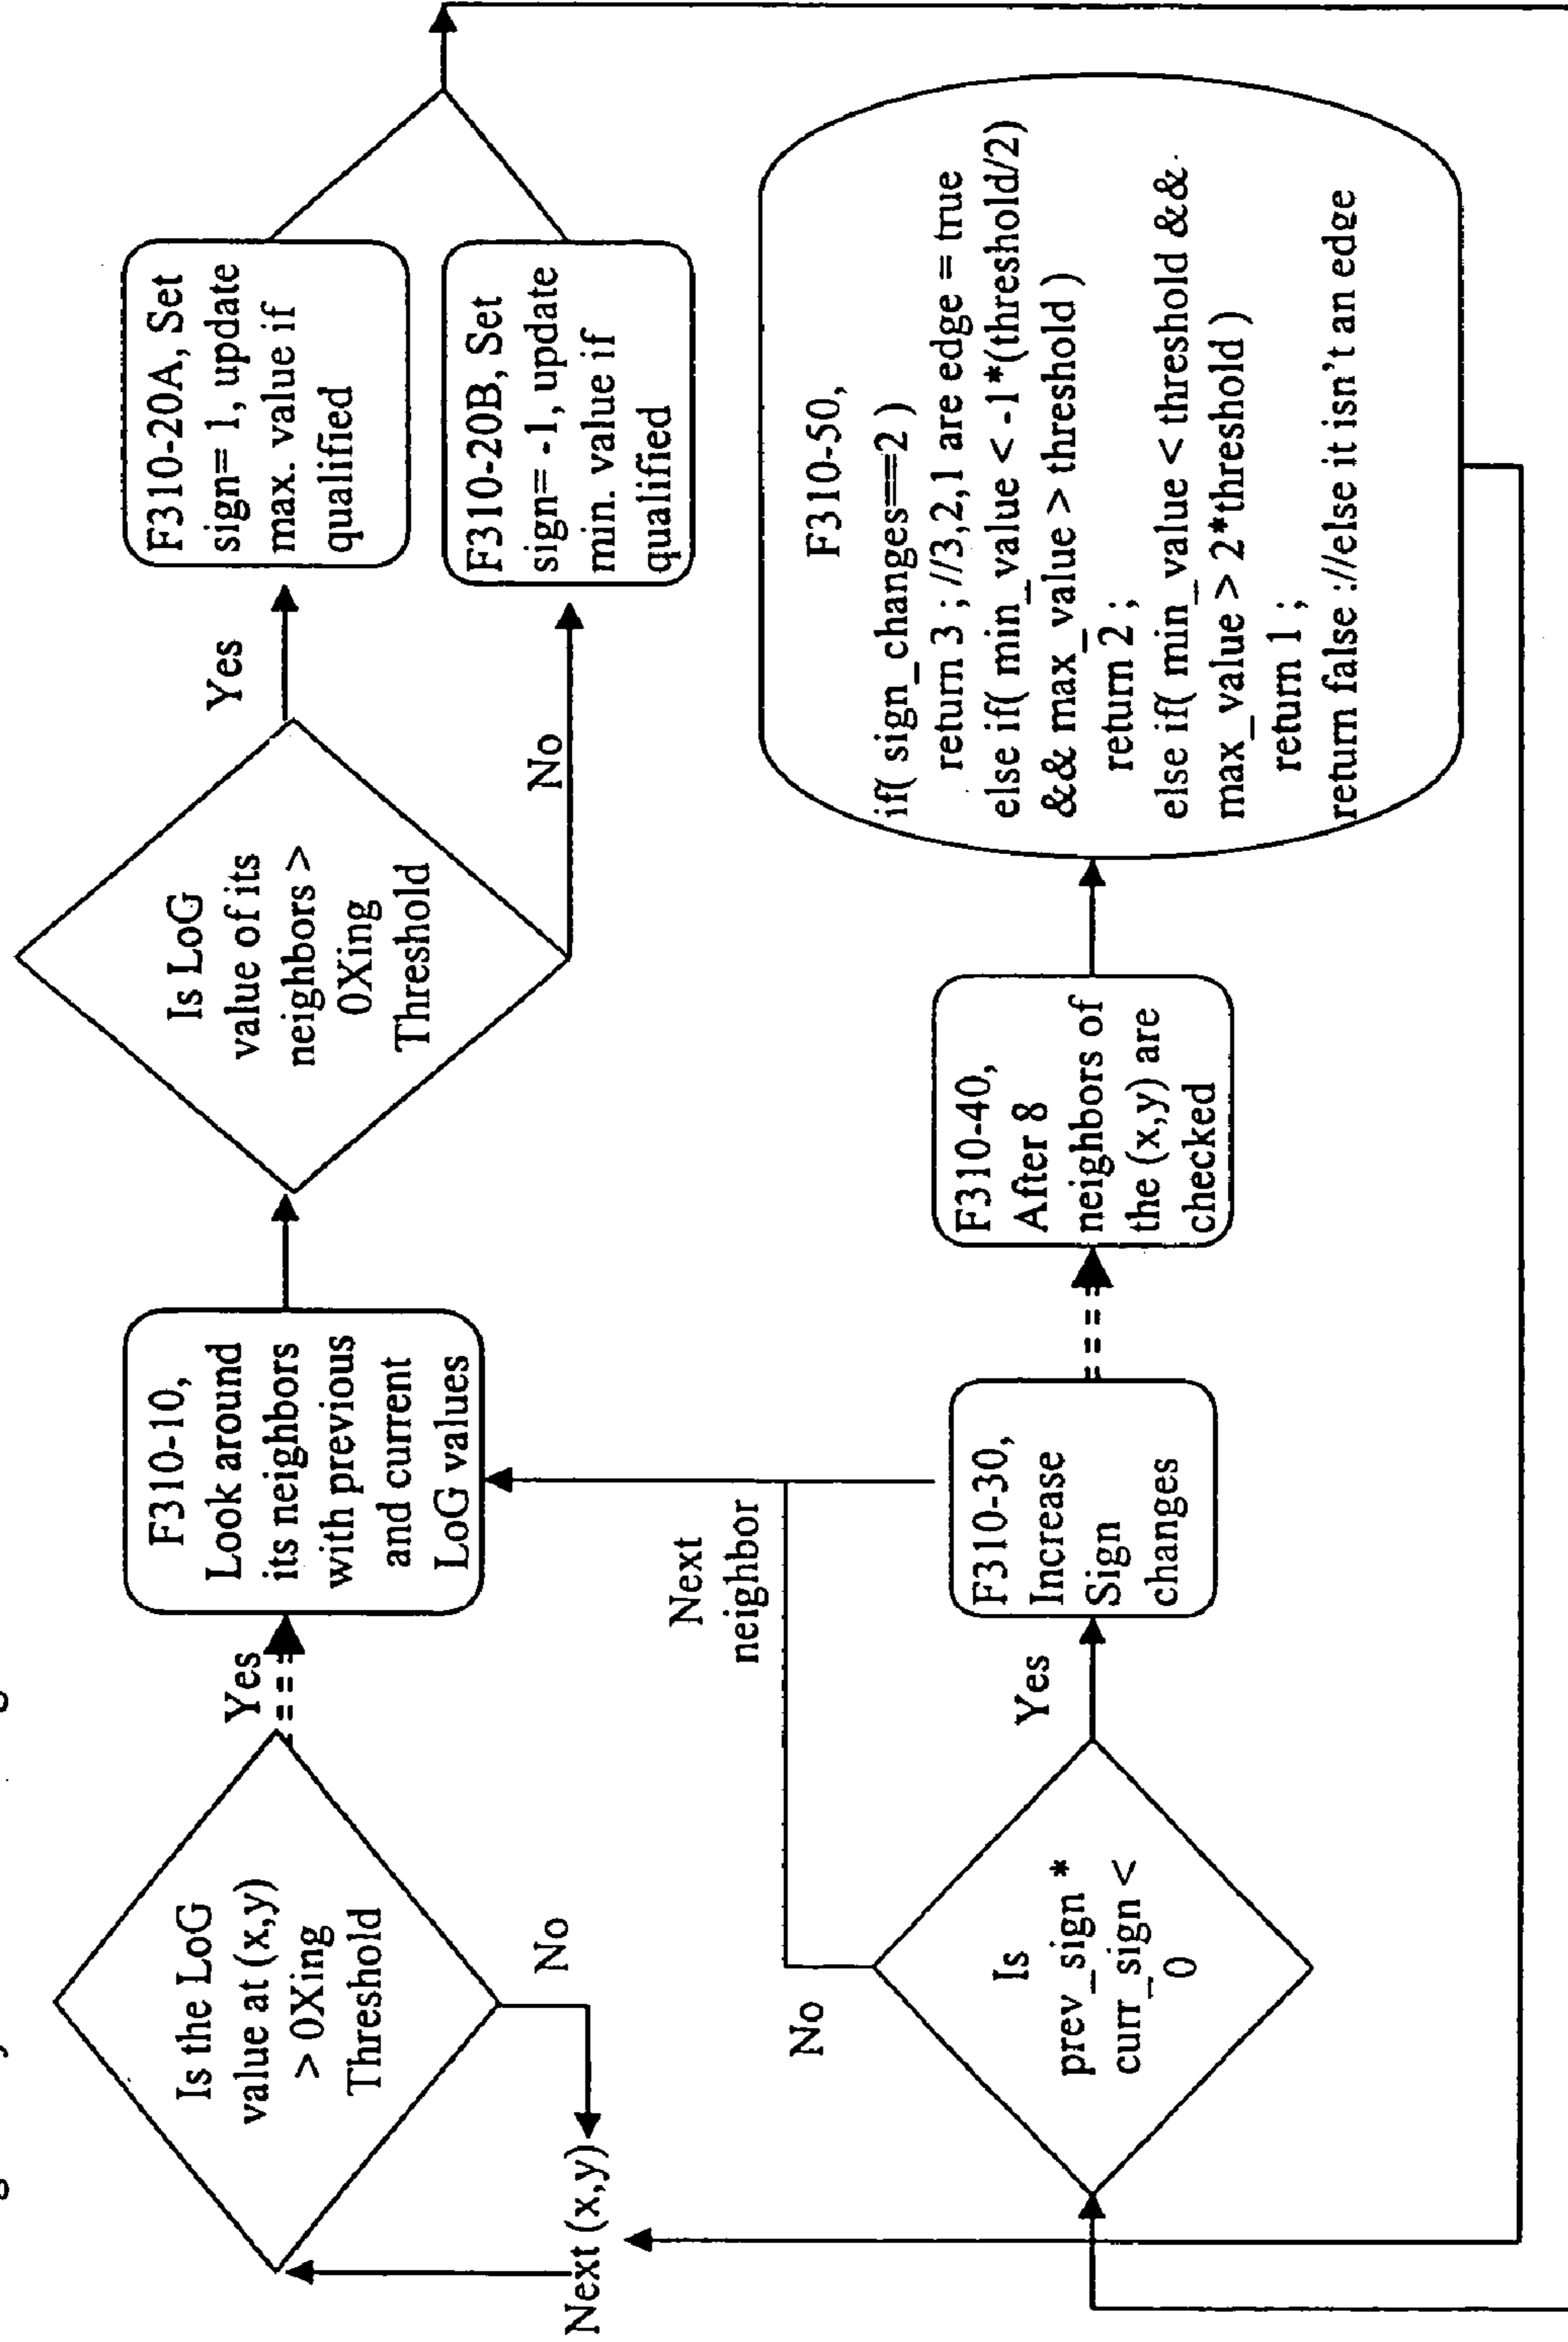 Is the LoG
value at (x,y)
> 0Xing
Threshold
Yes
No
Next (x,y)
F310-10,
Look around
its neighbors
with previous
and current
LoG values
Is LoG
value of its
neighbors >
0Xing
Threshold
Yes
No
F310-20A, Set
sign= 1, update
max. value if
qualified
F310-20B, Set
sign= -1, update
min. value if
qualified
Is
prev_sign *
curr_sign <
0
No
Yes
Next
neighbor
F310-30,
Increase
Sign
changes
F310-40,
After 8
neighbors of
the (x,y) are
checked
F310-50,
if( sign_changes==2 )
return 3 ; //3,2,1 are edge = true
else if( min_value < -1*(threshold/2)
&& max_value > threshold )
return 2 ;
else if( min_value < threshold &&
max_value > 2*threshold )
return 1 ;
return false ://else it isn't an edge